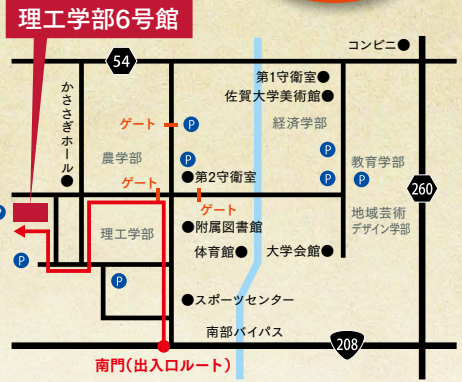 理工学部6号館
コンビニ
54
第1守衛室
佐賀大学美術館
かささぎホール
ゲート
P
経済学部
農学部
P
P
教育学部
第2守衛室
P
P
ゲート
260
ゲート
地域芸術
デザイン学部
P
理工学部
附属図書館
体育館
大学会館
P
P
スポーツセンター
南部バイパス
208
南門(出入口ルート)